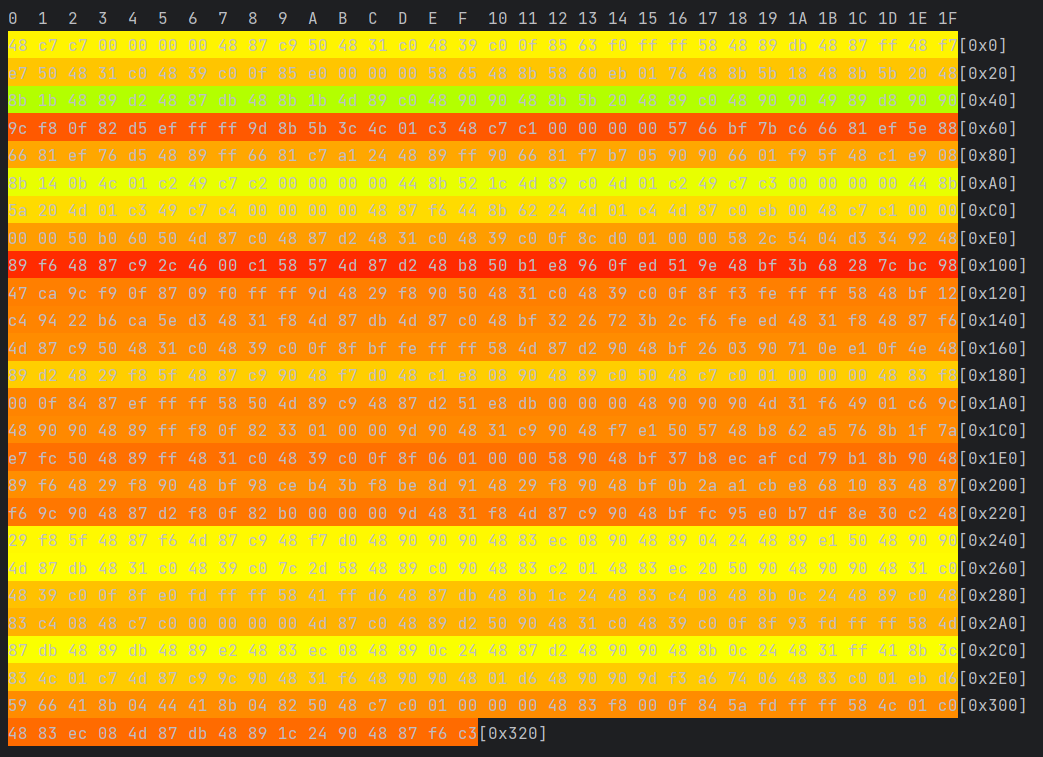 0 1 2 3 4 5 6 7 8 9 A B C D E F 10 11 12 13 14 15 16 17 18 19 1A 1B 1C 1D 1E 1F
48 c7 c7 00 00 00 00 48 87 c9 50 48 31 c0 48 39 c0 0f 85 63 f0 ff ff 58 48 89 db 48 87 ff 48 f7[0x0]
e7 50 48 31 c0 48 39 c0 0f 85 e0 00 00 00 58 65 48 8b 58 60 eb 01 76 48 8b 5b 18 48 8b 5b 20 48[0x20]
8b 1b 48 89 d2 48 87 db 48 8b 1b 4d 89 c0 48 90 90 48 8b 5b 20 48 89 c0 48 90 90 49 89 d8 90 90[0x40]
9c f8 0f 82 d5 ef ff ff 9d 8b 5b 3c 4c 01 c3 48 c7 c1 00 00 00 00 57 66 bf 7b c6 66 81 ef 5e 88[0x60]
66 81 ef 76 d5 48 89 ff 66 81 c7 a1 24 48 89 ff 90 66 81 f7 b7 05 90 90 66 01 f9 5f 48 c1 e9 08[0x80]
8b 14 0b 4c 01 c2 49 c7 c2 00 00 00 00 44 8b 52 1c 4d 89 c0 4d 01 c2 49 c7 c3 00 00 00 00 44 8b[0xA0]
5a 20 4d 01 c3 49 c7 c4 00 00 00 00 48 87 f6 44 8b 62 24 4d 01 c4 4d 87 c0 eb 00 48 c7 c1 00 00[0xC0]
00 00 50 b0 60 50 4d 87 c0 48 87 d2 48 31 c0 48 39 c0 0f 8c d0 01 00 00 58 2c 54 04 d3 34 92 48[0xE0]
89 f6 48 87 c9 2c 46 00 c1 58 57 4d 87 d2 48 b8 50 b1 e8 96 0f ed 51 9e 48 bf 3b 68 28 7c bc 98[0x100]
47 ca 9c f9 0f 87 09 f0 ff ff 9d 48 29 f8 90 50 48 31 c0 48 39 c0 0f 8f f3 fe ff ff 58 48 bf 12[0x120]
c4 94 22 b6 ca 5e d3 48 31 f8 4d 87 db 4d 87 c0 48 bf 32 26 72 3b 2c f6 fe ed 48 31 f8 48 87 f6[0x140]
4d 87 c9 50 48 31 c0 48 39 c0 0f 8f bf fe ff ff 58 4d 87 d2 90 48 bf 26 03 90 71 0e e1 0f 4e 48[0x160]
89 d2 48 29 f8 5f 48 87 c9 90 48 f7 d0 48 c1 e8 08 90 48 89 c0 50 48 c7 c0 01 00 00 00 48 83 f8[0x180]
00 0f 84 87 ef ff ff 58 50 4d 89 c9 48 87 d2 51 e8 db 00 00 00 48 90 90 90 4d 31 f6 49 01 c6 9c[0x1A0]
48 90 90 48 89 ff f8 0f 82 33 01 00 00 9d 90 48 31 c9 90 48 f7 e1 50 57 48 b8 62 a5 76 8b 1f 7a[0x1C0]
e7 fc 50 48 89 ff 48 31 c0 48 39 c0 0f 8f 06 01 00 00 58 90 48 bf 37 b8 ec af cd 79 b1 8b 90 48[0x1E0]
89 f6 48 29 f8 90 48 bf 98 ce b4 3b f8 be 8d 91 48 29 f8 90 48 bf 0b 2a a1 cb e8 68 10 83 48 87[0x200]
f6 9c 90 48 87 d2 f8 0f 82 b0 00 00 00 9d 48 31 f8 4d 87 c9 90 48 bf fc 95 e0 b7 df 8e 30 c2 48[0x220]
29 f8 5f 48 87 f6 4d 87 c9 48 f7 d0 48 90 90 90 48 83 ec 08 90 48 89 04 24 48 89 e1 50 48 90 90[0x240]
4d 87 db 48 31 c0 48 39 c0 7c 2d 58 48 89 c0 90 48 83 c2 01 48 83 ec 20 50 90 48 90 90 48 31 c0[0x260]
48 39 c0 0f 8f e0 fd ff ff 58 41 ff d6 48 87 db 48 8b 1c 24 48 83 c4 08 48 8b 0c 24 48 89 c0 48[0x280]
83 c4 08 48 c7 c0 00 00 00 00 4d 87 c0 48 89 d2 50 90 48 31 c0 48 39 c0 0f 8f 93 fd ff ff 58 4d[0x2A0]
87 db 48 89 db 48 89 e2 48 83 ec 08 48 89 0c 24 48 87 d2 48 90 90 48 8b 0c 24 48 31 ff 41 8b 3c[0x2C0]
83 4c 01 c7 4d 87 c9 9c 90 48 31 f6 48 90 90 48 01 d6 48 90 90 9d f3 a6 74 06 48 83 c0 01 eb d6[0x2E0]
59 66 41 8b 04 44 41 8b 04 82 50 48 c7 c0 01 00 00 00 48 83 f8 00 0f 84 5a fd ff ff 58 4c 01 c0[0x300]
48 83 ec 08 4d 87 db 48 89 1c 24 90 48 87 f6 c3[0x320]